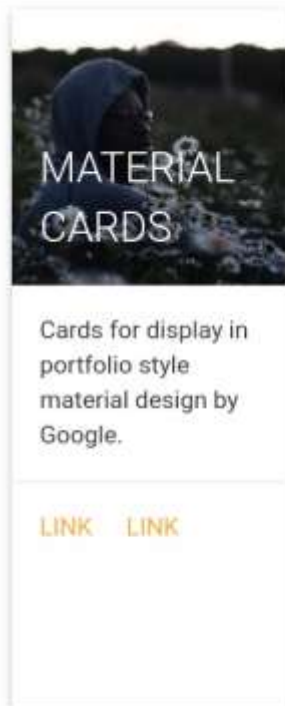 MATERIAL
CARDS
Cards for display in
portfolio style
material design by
Google.
LINK LINK